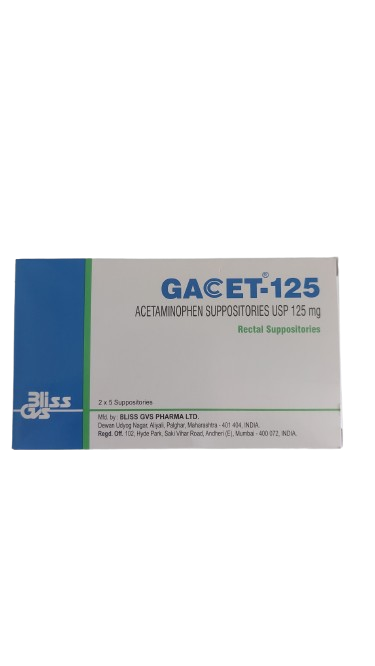 GACET®-125
ACETAMINOPHEN SUPPOSITORIES USP 125 mg
Rectal Suppositories
2 x 5 Suppositories
Bliss
GVS
Mfd. by : BLISS GVS PHARMA LTD.
Dewan Udyog Nagar, Aliyali, Palghar, Maharashtra - 401 404, INDIA.
Regd. Off. 102, Hyde Park, Saki Vihar Road, Andheri (E), Mumbai - 400 072, INDIA.